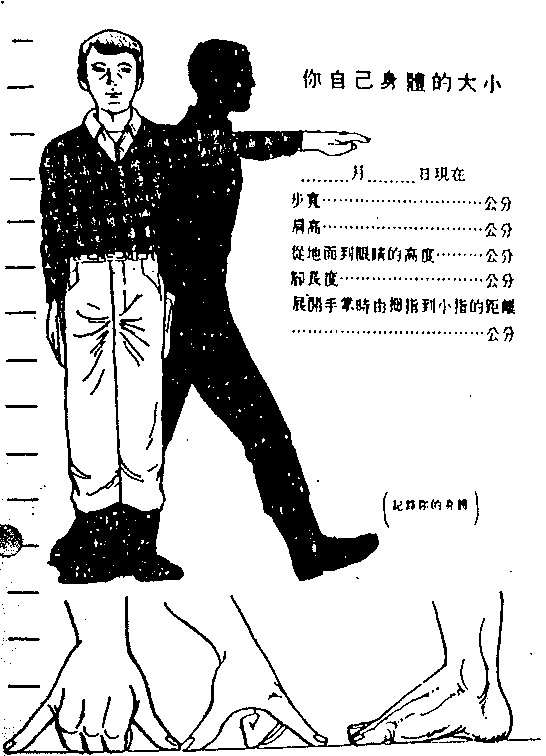 你自己身體的大小
........月........日現在
步寬························公分
肩高························公分
從地面到眼睛的高度········公分
腳長度······················公分
展開手掌時由拇指到小指的距離
····························公分
(記錄你的身體)